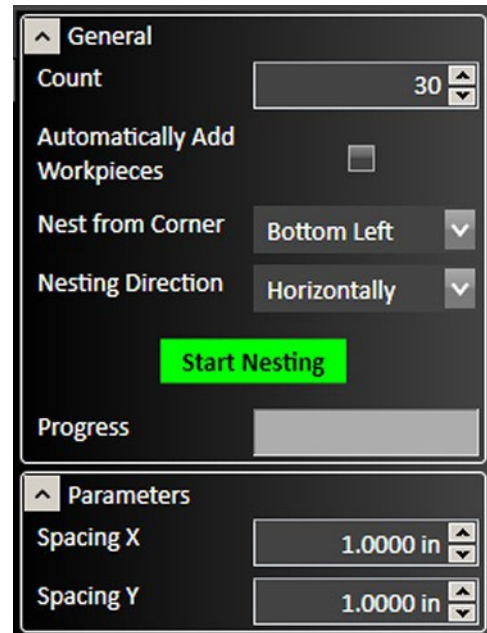 General
Count 30
Automatically Add
Workpieces
Nest from Corner Bottom Left
Nesting Direction Horizontally
Start Nesting
Progress
Parameters
Spacing X 1.0000 in
Spacing Y 1.0000 in